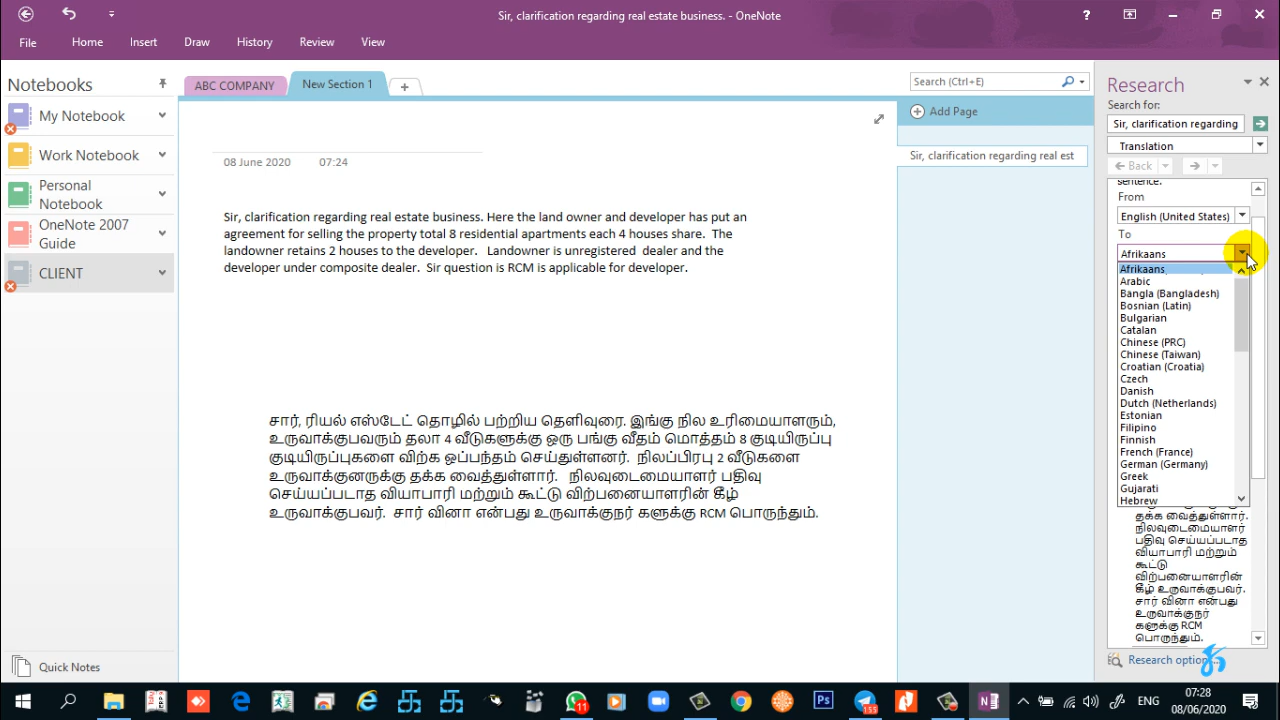 Sir, clarification regarding real estate business. - OneNote
?
File
Home
Insert
Draw
History
Review
View
Notebooks
My Notebook
Work Notebook
Personal
Notebook
OneNote 2007
Guide
CLIENT
Quick Notes
ABC COMPANY
New Section 1
+
Search (Ctrl+E)
Add Page
Sir, clarification regarding real est
08 June 2020 07:24
Sir, clarification regarding real estate business. Here the land owner and developer has put an
agreement for selling the property total 8 residential apartments each 4 houses share. The
landowner retains 2 houses to the developer. Landowner is unregistered dealer and the
developer under composite dealer. Sir question is RCM is applicable for developer.
சார், ரியல் எஸ்டேட் தொழில் பற்றிய தெளிவுரை. இங்கு நில உரிமையாளரும்,
உருவாக்குபவரும் தலா 4 வீடுகளுக்கு ஒரு பங்கு வீதம் மொத்தம் 8 குடியிருப்பு
குடியிருப்புகளை விற்க ஒப்பந்தம் செய்துள்ளனர். நிலப்பிரபு 2 வீடுகளை
உருவாக்குனருக்கு தக்க வைத்துள்ளார். நிலவுடைமையாளர் பதிவு
செய்யப்படாத வியாபாரி மற்றும் கூட்டு விற்பனையாளரின் கீழ்
உருவாக்குபவர். சார் வினா என்பது உருவாக்குநர் களுக்கு RCM பொருந்தும்.
Research
Search for:
Sir, clarification regarding
Translation
Back
sentence.
From
English (United States)
To
Afrikaans
Afrikaans
Arabic
Bangla (Bangladesh)
Bosnian (Latin)
Bulgarian
Catalan
Chinese (PRC)
Chinese (Taiwan)
Croatian (Croatia)
Czech
Danish
Dutch (Netherlands)
Estonian
Filipino
Finnish
French (France)
German (Germany)
Greek
Gujarati
Hebrew
தக்க வைத்துள்ளார்.
நிலவுடைமையாளர்
பதிவு செய்யப்படாத
வியாபாரி மற்றும்
கூட்டு
விற்பனையாளரின்
கீழ் உருவாக்குபவர்.
சார் வினா என்பது
உருவாக்குநர்
களுக்கு RCM
பொருந்தும்.
Research option
11
Ps
155
N
ENG
07:28
08/06/2020